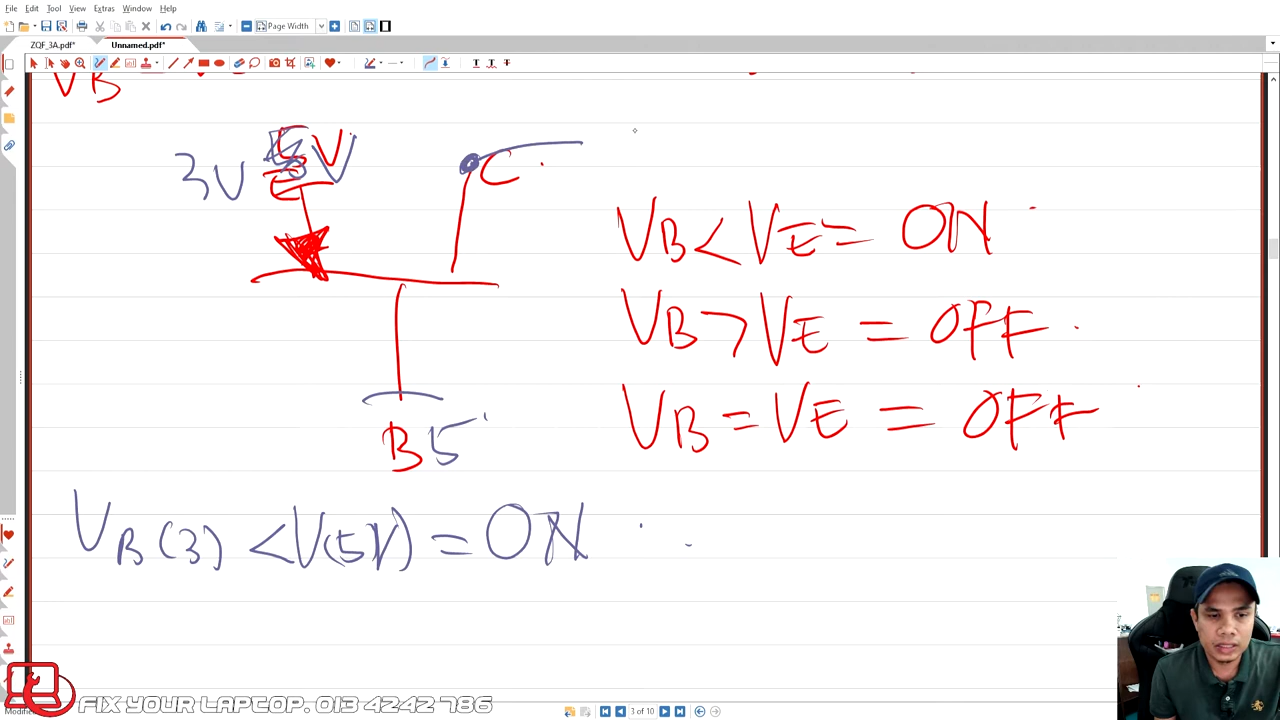 File Edit Tool View Extras Window Help
Page Width
ZQF_3A.pdf* Unnamed.pdf*
VB
3V V V C
E
VB < VE = ON
VB > VE = OFF
VB = VE = OFF
B 5
VB (3) < V(5V) = ON
FIX YOUR LAPTOP. 013 4242 786
3 of 10